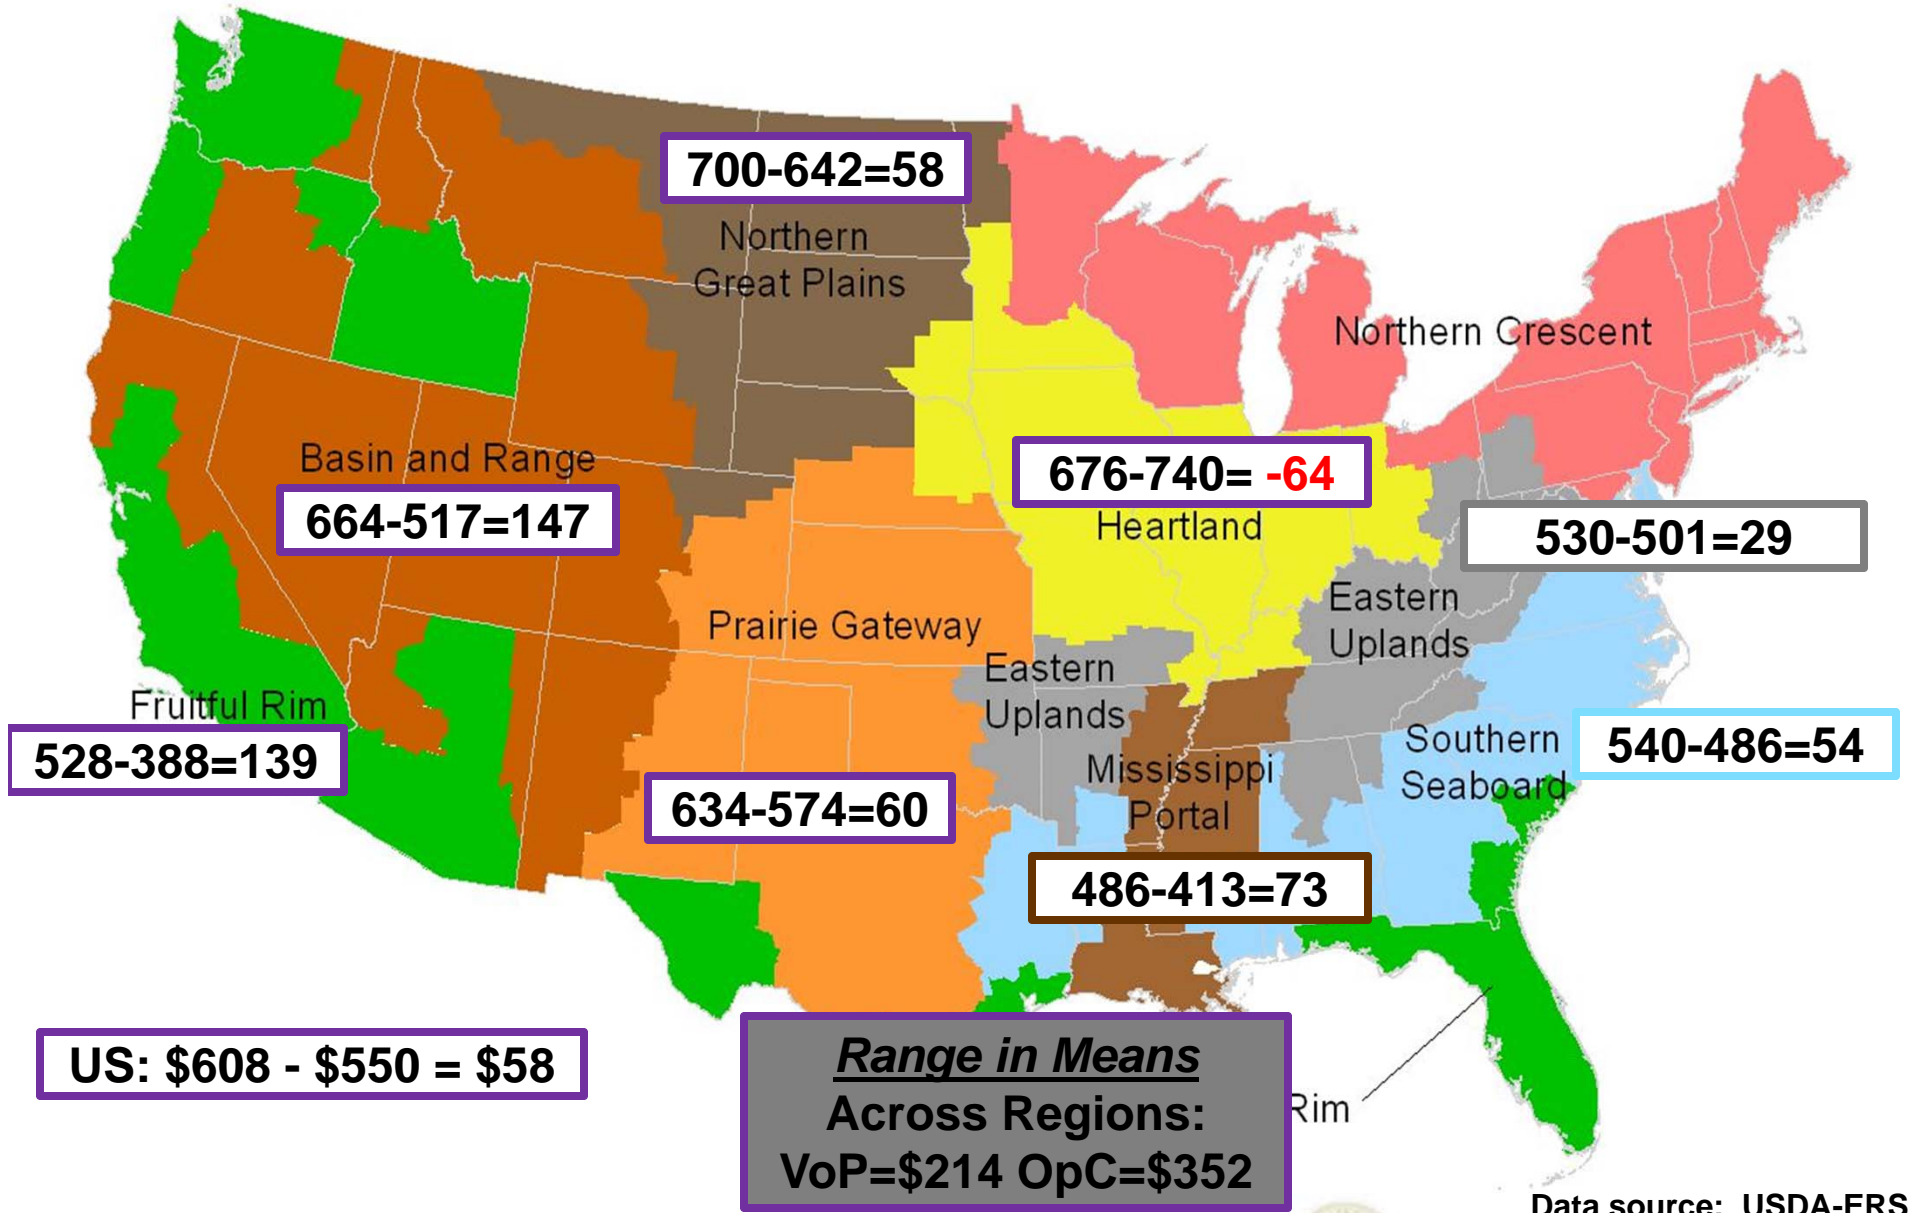 700-642=58
Northern
Great Plains
Northern Crescent
Basin and Range
664-517=147
676-740= -64
Heartland
530-501=29
Eastern
Uplands
Prairie Gateway
Eastern
Uplands
Fruitful Rim
528-388=139
Southern
Seaboard
540-486=54
Mississippi
Portal
634-574=60
486-413=73
US: $608 - $550 = $58
Range in Means
Across Regions:
VoP=$214 OpC=$352
Rim
Data source: USDA-ERS